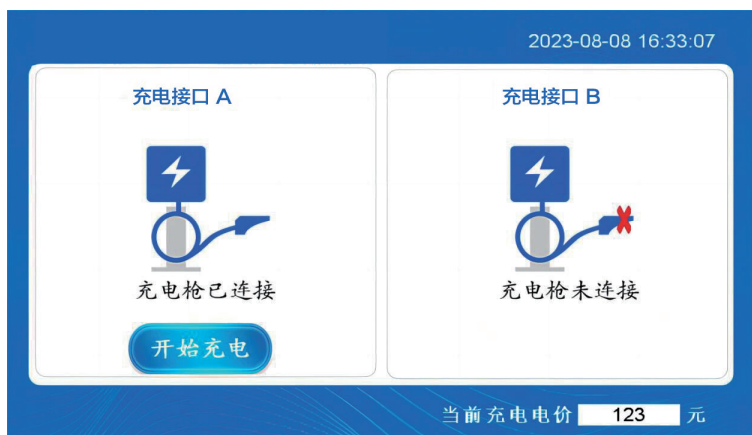 2023-08-08 16:33:07
充电接口 A
充电枪已连接
开始充电
充电接口 B
充电枪未连接
当前充电电价 123 元